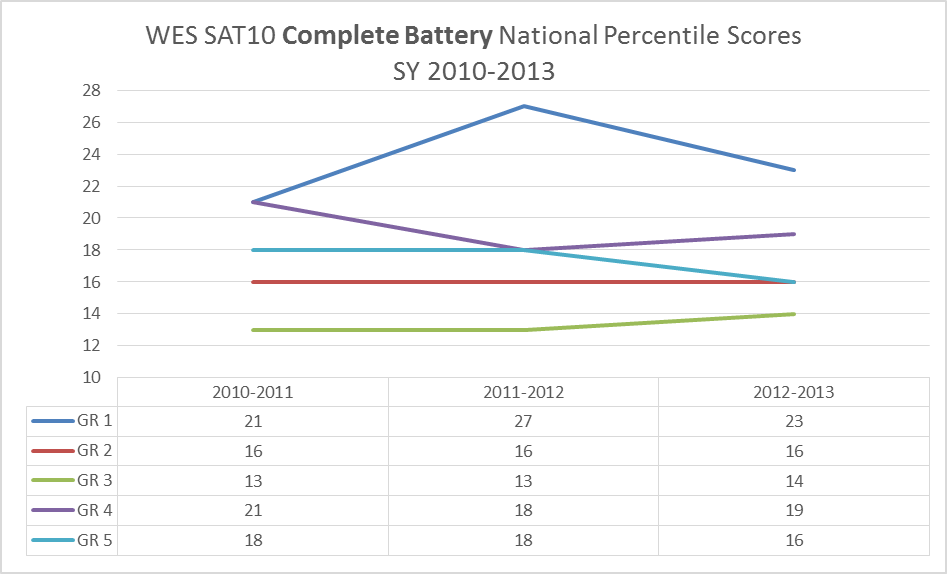 WES SAT10 Complete Battery National Percentile Scores
SY 2010-2013
28
26
24
22
20
18
16
14
12
10
2010-2011 2011-2012 2012-2013
GR 1 21 27 23
GR 2 16 16 16
GR 3 13 13 14
GR 4 21 18 19
GR 5 18 18 16